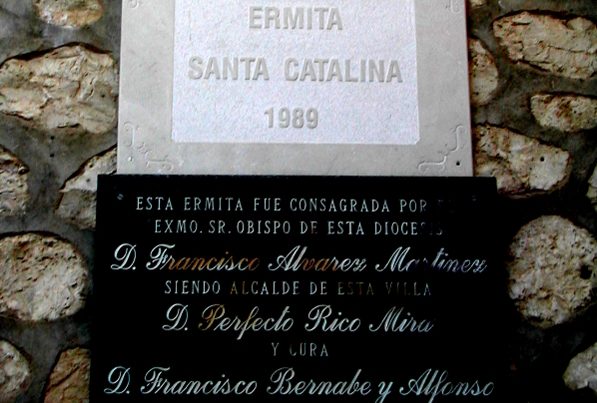 ERMITA
SANTA CATALINA
1989
ESTA ERMITA FUE CONSAGRADA POR
EXMO. SR. OBISPO DE ESTA DIOCESIS
D. Francisco Alvarez Martinez
SIENDO ALCALDE DE ESTA VILLA
D. Perfecto Rico Mira
Y CURA
D. Francisco Bernabe y Alfonso